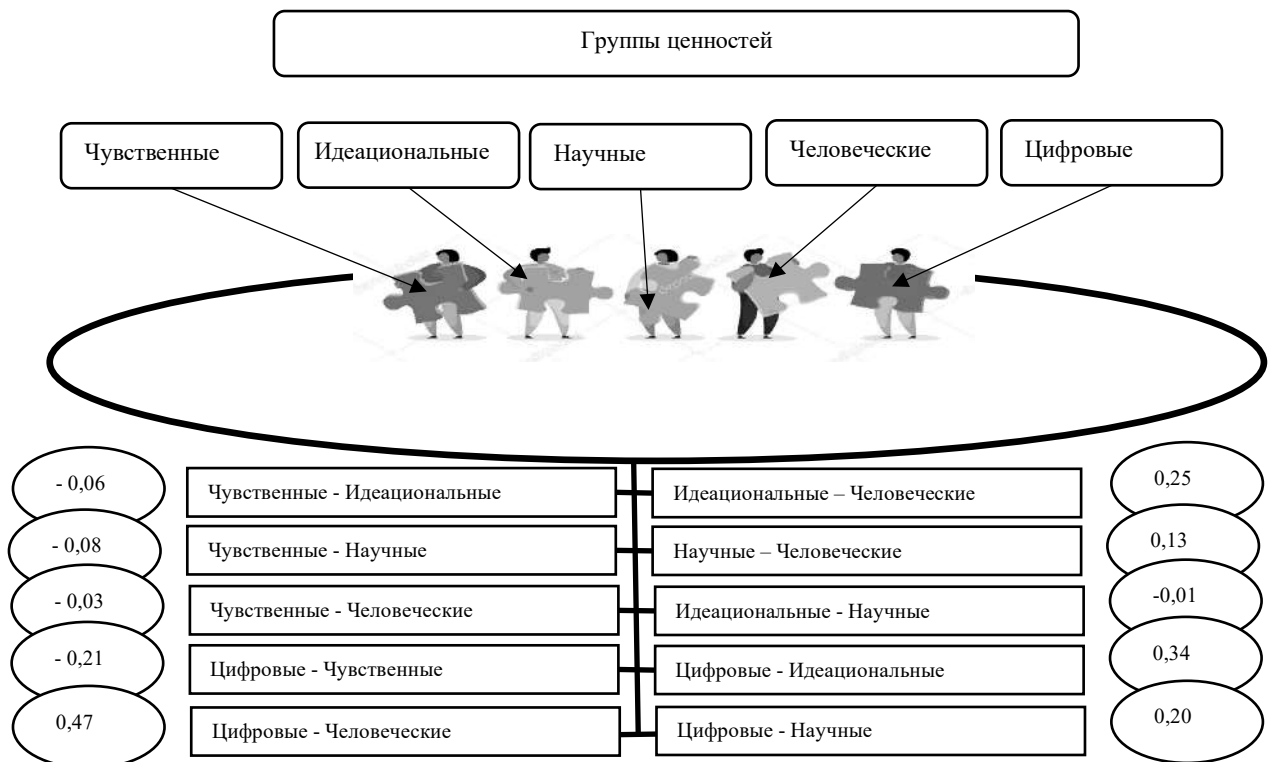 Группы ценностей
Чувственные
Идеациональные
Научные
Человеческие
Цифровые
- 0,06
Чувственные - Идеациональные
Идеациональные – Человеческие
0,25
- 0,08
Чувственные - Научные
Научные – Человеческие
0,13
- 0,03
Чувственные - Человеческие
Идеациональные - Научные
-0,01
- 0,21
Цифровые - Чувственные
Цифровые - Идеациональные
0,34
0,47
Цифровые - Человеческие
Цифровые - Научные
0,20